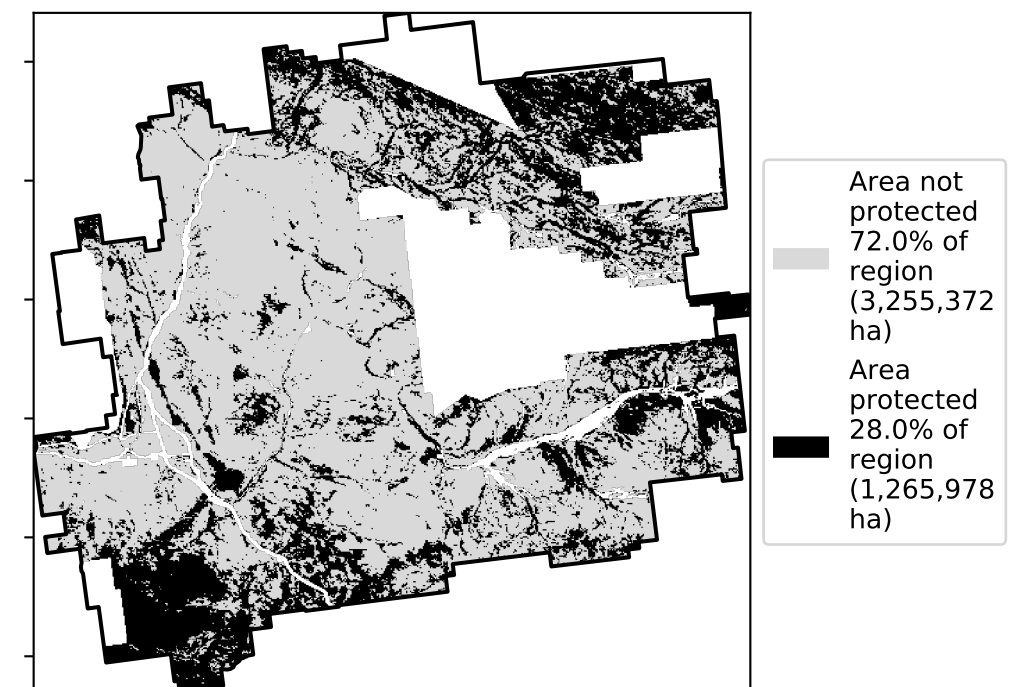 Area not
protected
72.0% of
region
(3,255,372
ha)
Area
protected
28.0% of
region
(1,265,978
ha)